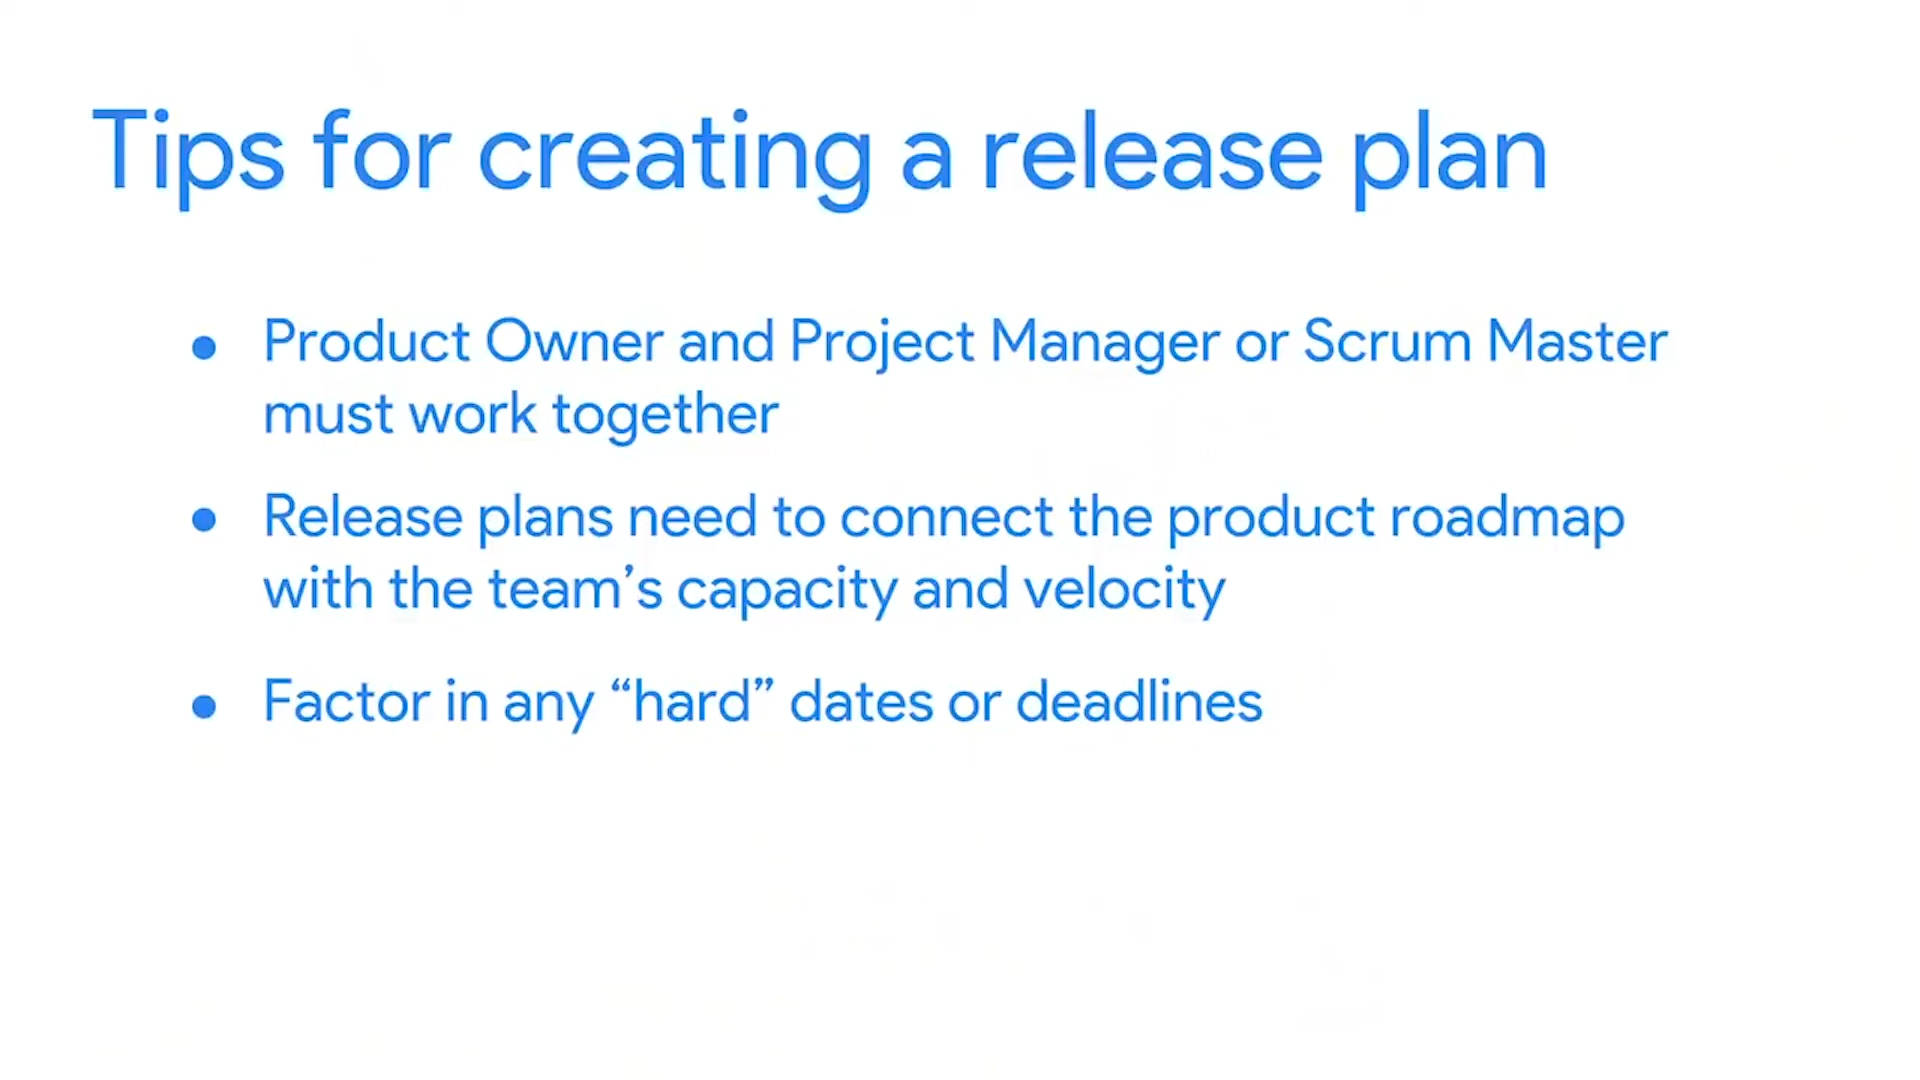 Tips for creating a release plan
● Product Owner and Project Manager or Scrum Master
must work together
● Release plans need to connect the product roadmap
with the team’s capacity and velocity
● Factor in any “hard” dates or deadlines